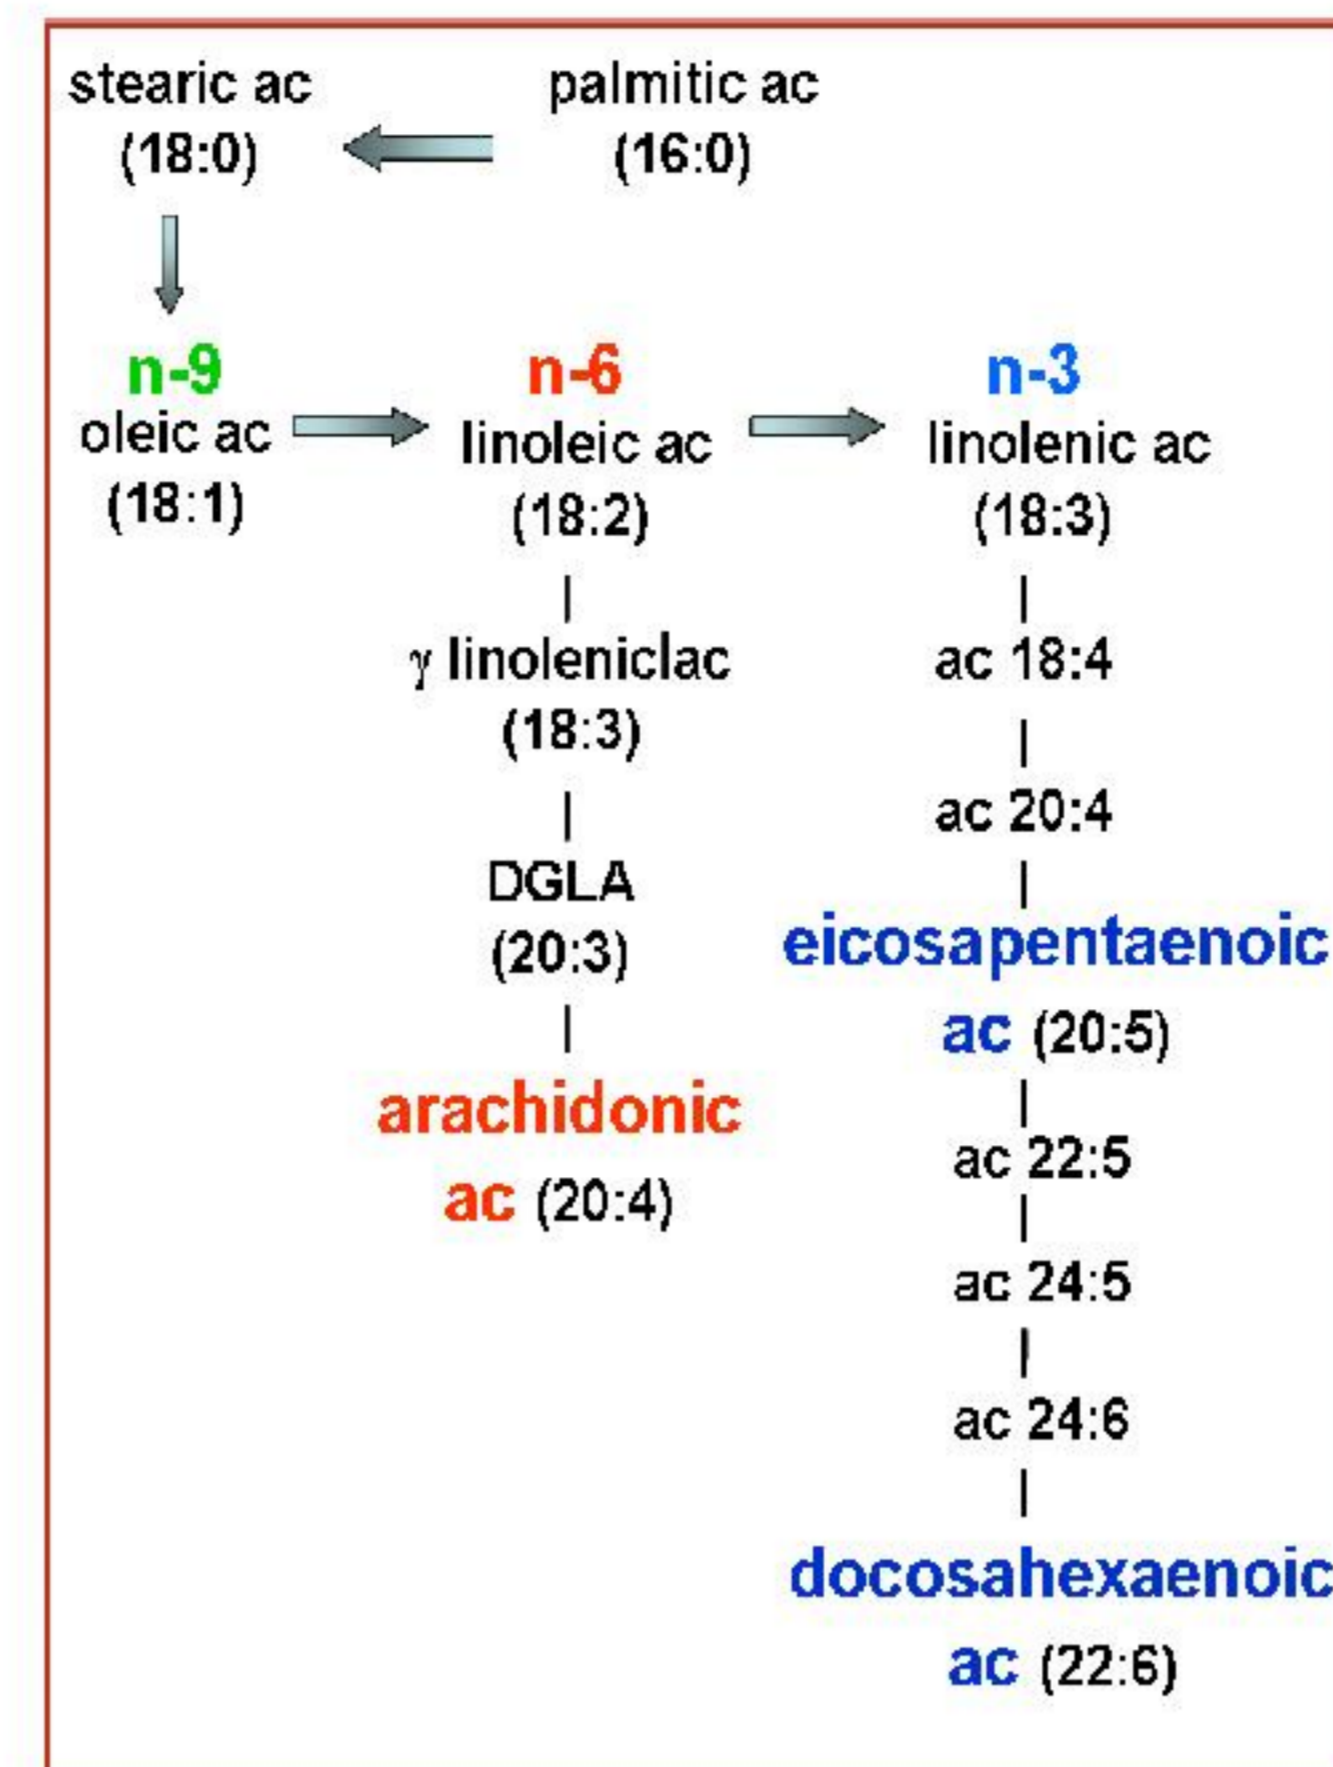 stearic ac
(18:0)
palmitic ac
(16:0)
n-9
oleic ac
(18:1)
n-6
linoleic ac
(18:2)
γ linoleniclac
(18:3)
DGLA
(20:3)
arachidonic
ac (20:4)
n-3
linolenic ac
(18:3)
ac 18:4
ac 20:4
eicosapentaenoic
ac (20:5)
ac 22:5
ac 24:5
ac 24:6
docosahexaenoic
ac (22:6)